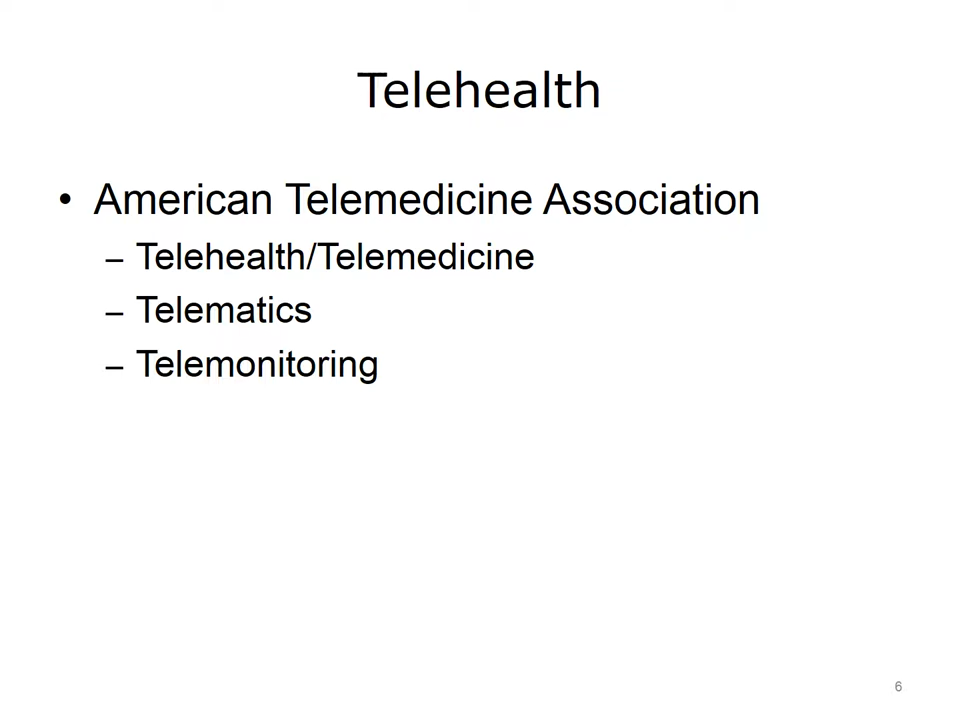 Telehealth
• American Telemedicine Association
– Telehealth/Telemedicine
– Telematics
– Telemonitoring
6